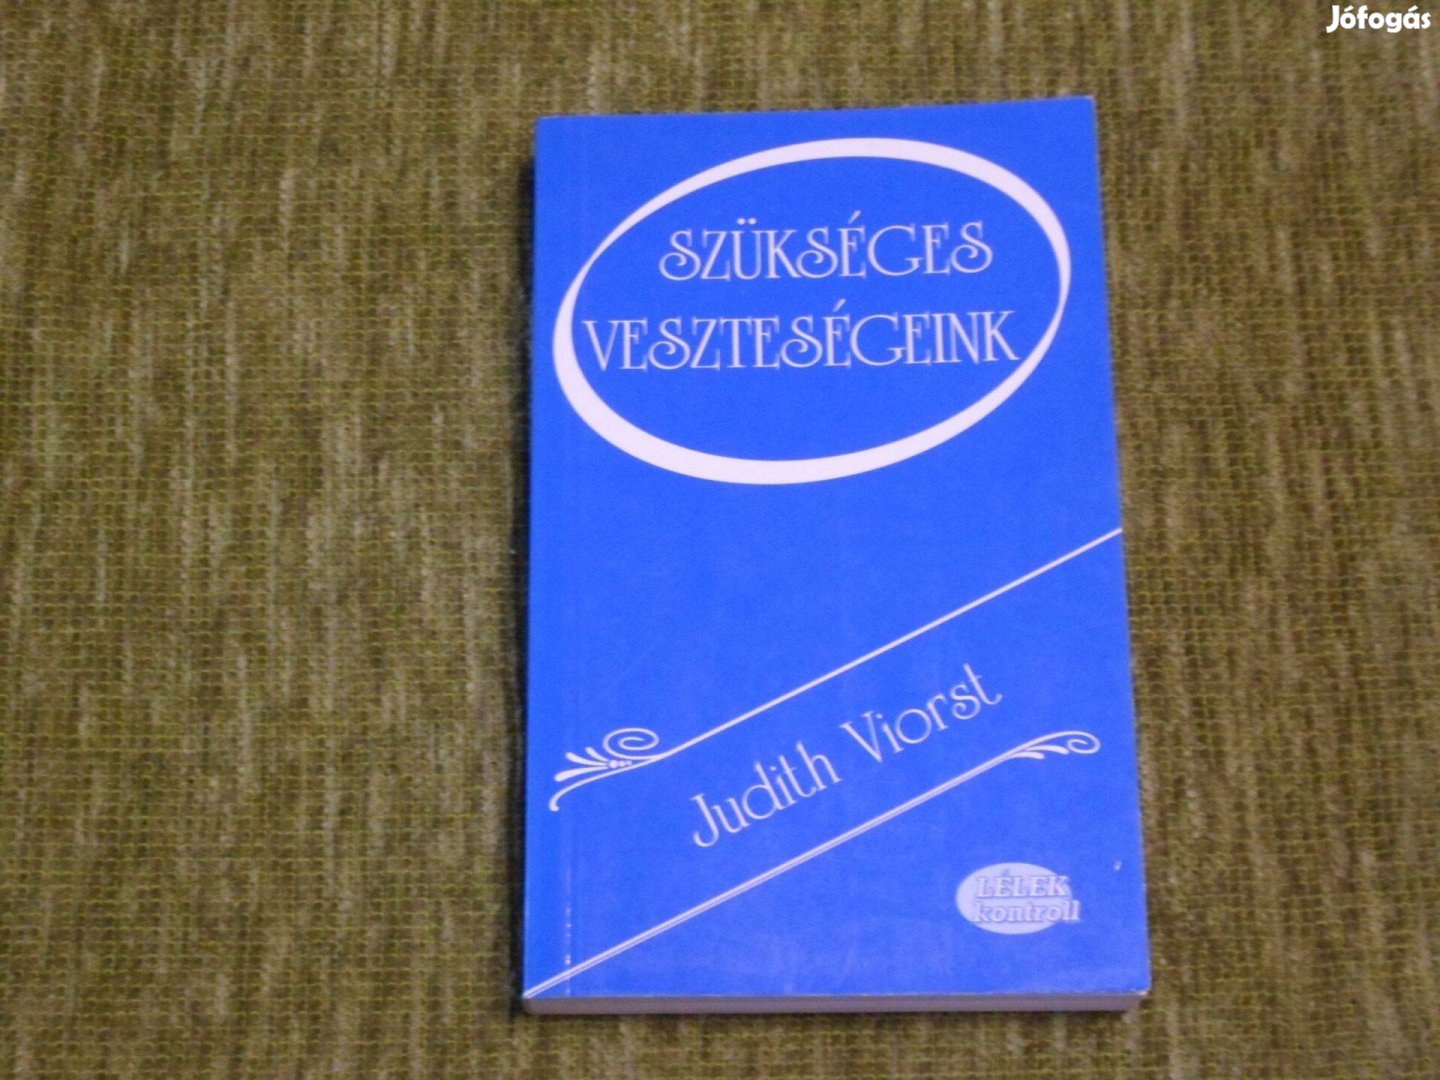 Jófogás
SZÜKSÉGES
VESZTESÉGEINK
Judith Viorst
LÉLEK
kontroll